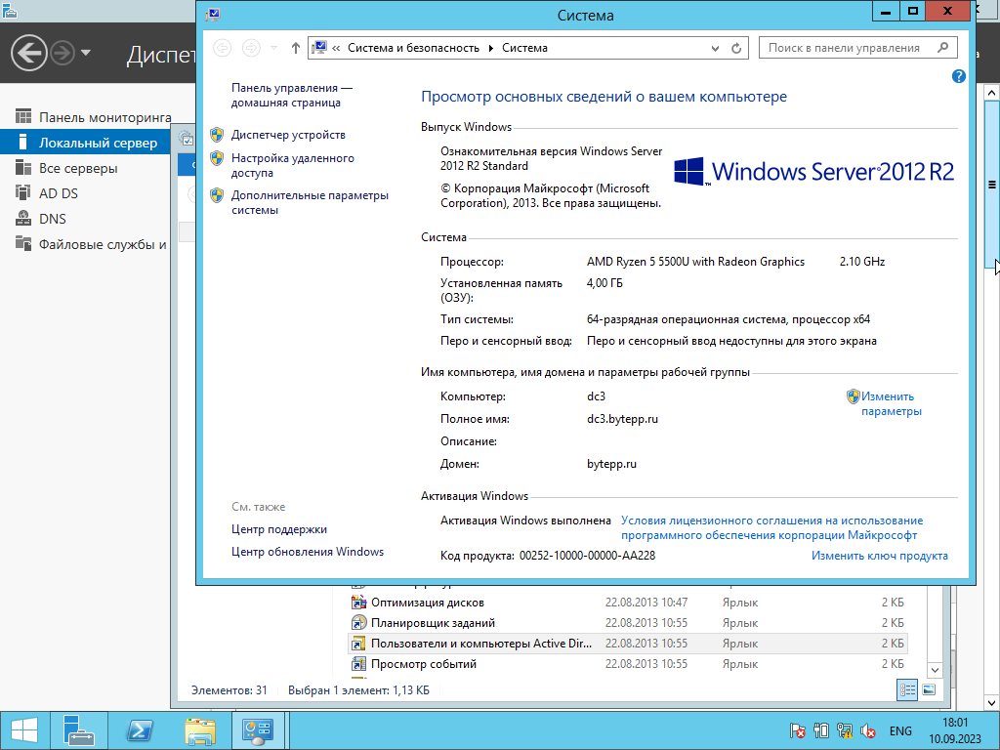 Система
Диспет
« Система и безопасность Система
Поиск в панели управления
Панель управления —
домашняя страница
Диспетчер устройств
Настройка удаленного
доступа
Дополнительные параметры
системы
См. также
Центр поддержки
Центр обновления Windows
Панель мониторинга
Локальный сервер
Все серверы
AD DS
DNS
Файловые службы и
Просмотр основных сведений о вашем компьютере
Выпуск Windows
Ознакомительная версия Windows Server
2012 R2 Standard
© Корпорация Майкрософт (Microsoft
Corporation), 2013. Все права защищены.
Windows Server 2012 R2
Система
Процессор: AMD Ryzen 5 5500U with Radeon Graphics 2.10 GHz
Установленная память
(ОЗУ): 4,00 ГБ
Тип системы: 64-разрядная операционная система, процессор x64
Перо и сенсорный ввод: Перо и сенсорный ввод недоступны для этого экрана
Имя компьютера, имя домена и параметры рабочей группы
Компьютер: dc3
Изменить
параметры
Полное имя: dc3.bytepp.ru
Описание:
Домен: bytepp.ru
Активация Windows
Активация Windows выполнена Условия лицензионного соглашения на использование
программного обеспечения корпорации Майкрософт
Код продукта: 00252-10000-00000-AA228 Изменить ключ продукта
Оптимизация дисков 22.08.2013 10:47 Ярлык 2 КБ
Планировщик заданий 22.08.2013 10:55 Ярлык 2 КБ
Пользователи и компьютеры Active Dir... 22.08.2013 10:55 Ярлык 2 КБ
Просмотр событий 22.08.2013 10:55 Ярлык 2 КБ
Элементов: 31 Выбран 1 элемент: 1,13 КБ
ENG
18:01
10.09.2023